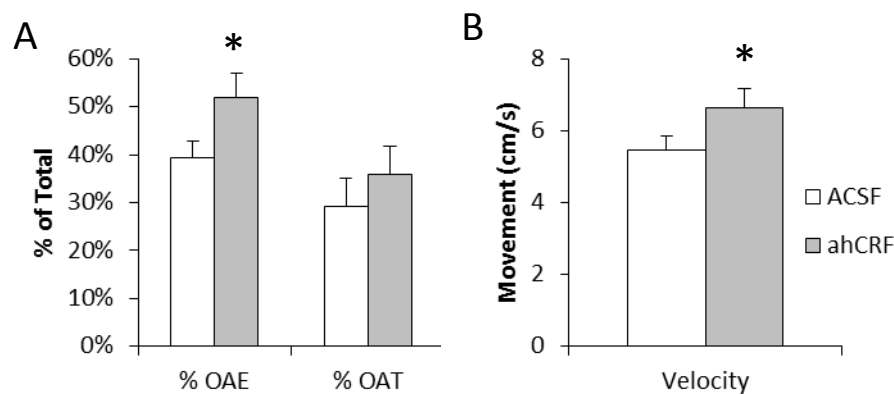 A
B
*
*
60%
50%
40%
30%
20%
10%
0%
% of Total
% OAE
% OAT
8
6
4
2
0
Movement (cm/s)
Velocity
ACSF
ahCRF